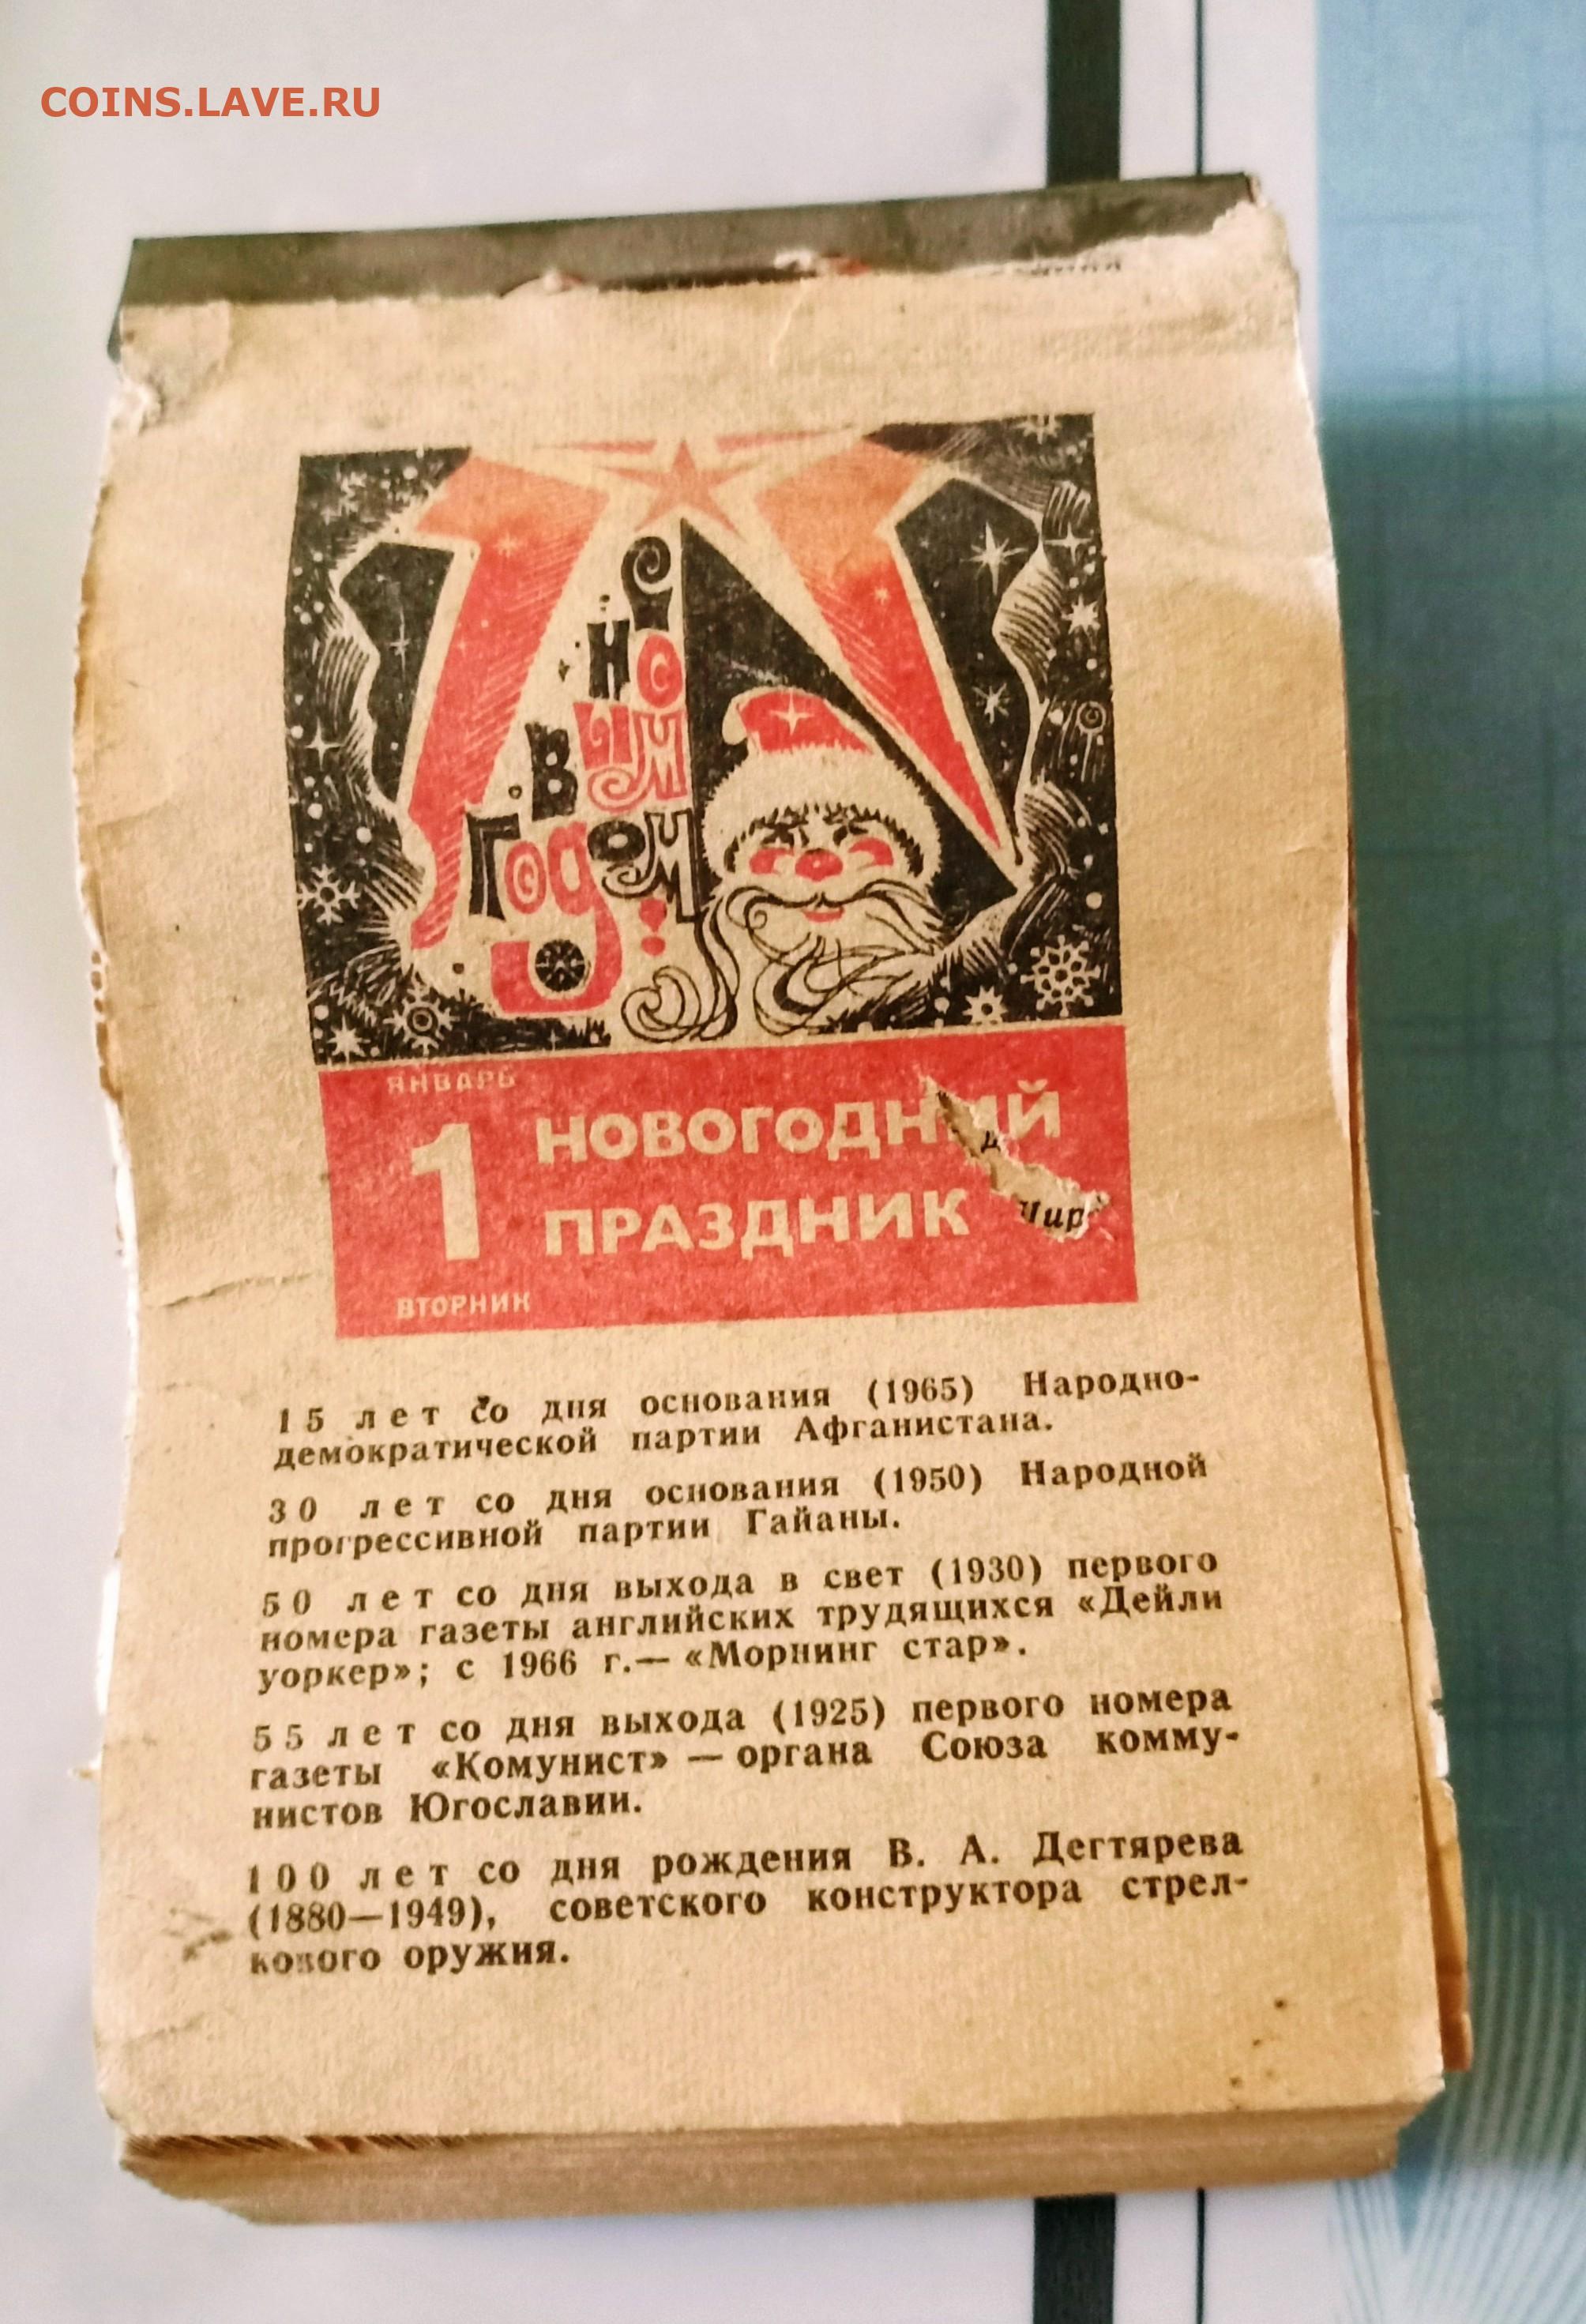 COINS.LAVE.RU
С
НО
ВЫМ
ГОДОМ!
ЯНВАРЬ
1
НОВОГОДНИЙ
ПРАЗДНИК
ВТОРНИК
15 лет со дня основания (1965) Народно-
демократической партии Афганистана.
30 лет со дня основания (1950) Народной
прогрессивной партии Гайаны.
50 лет со дня выхода в свет (1930) первого
номера газеты английских трудящихся «Дейли
уоркер»; с 1966 г.— «Морнинг стар».
55 лет со дня выхода (1925) первого номера
газеты «Комунист» — органа Союза комму-
нистов Югославии.
100 лет со дня рождения В. А. Дегтярева
(1880—1949), советского конструктора стрел-
кового оружия.